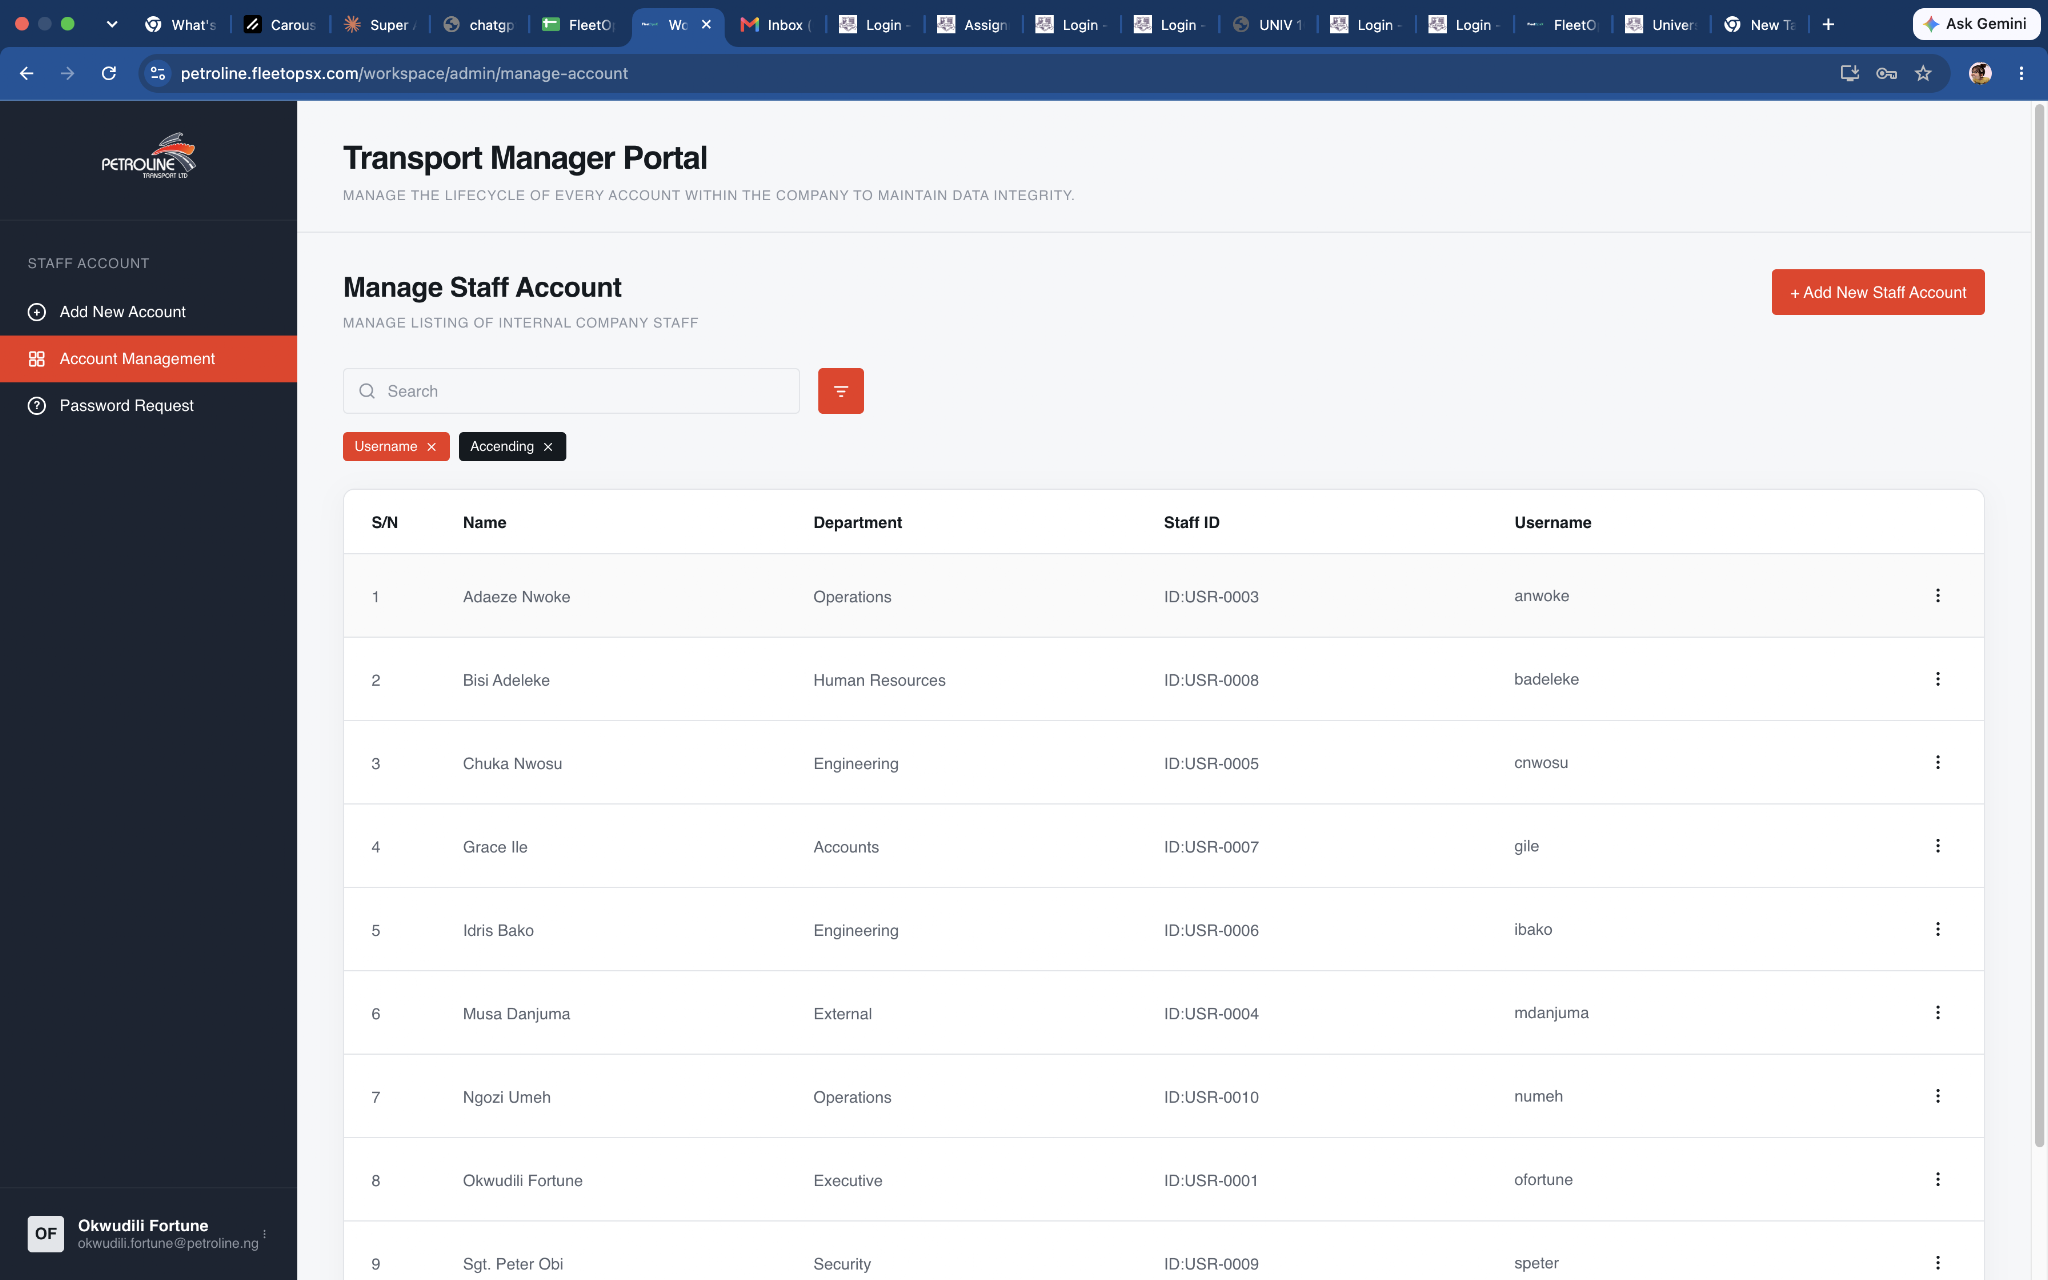 What's
Carous
Super
chatgp
FleetO
Wo
Inbox (
Login -
Assign
Login -
Login -
UNIV 1
Login -
Login -
FleetO
Univer
New Ta
Ask Gemini
petroline.fleetopsx.com/workspace/admin/manage-account
PETROLINE
TRANSPORT LTD
STAFF ACCOUNT
Add New Account
Account Management
Password Request
OF
Okwudili Fortune
okwudili.fortune@petroline.ng
Transport Manager Portal
MANAGE THE LIFECYCLE OF EVERY ACCOUNT WITHIN THE COMPANY TO MAINTAIN DATA INTEGRITY.
Manage Staff Account
MANAGE LISTING OF INTERNAL COMPANY STAFF
+ Add New Staff Account
Search
Username ×
Accending ×
S/N Name Department Staff ID Username
1 Adaeze Nwoke Operations ID:USR-0003 anwoke
2 Bisi Adeleke Human Resources ID:USR-0008 badeleke
3 Chuka Nwosu Engineering ID:USR-0005 cnwosu
4 Grace Ile Accounts ID:USR-0007 gile
5 Idris Bako Engineering ID:USR-0006 ibako
6 Musa Danjuma External ID:USR-0004 mdanjuma
7 Ngozi Umeh Operations ID:USR-0010 numeh
8 Okwudili Fortune Executive ID:USR-0001 ofortune
9 Sgt. Peter Obi Security ID:USR-0009 speter